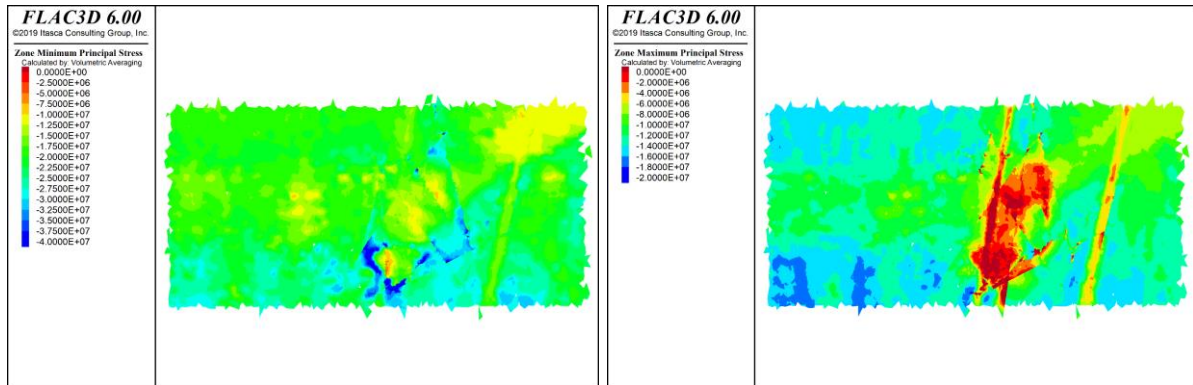 FLAC3D 6.00
©2019 Itasca Consulting Group, Inc.
Zone Minimum Principal Stress
Calculated by: Volumetric Averaging
0.0000E+00
-2.5000E+06
-5.0000E+06
-7.5000E+06
-1.0000E+07
-1.2500E+07
-1.5000E+07
-1.7500E+07
-2.0000E+07
-2.2500E+07
-2.5000E+07
-2.7500E+07
-3.0000E+07
-3.2500E+07
-3.5000E+07
-3.7500E+07
-4.0000E+07
FLAC3D 6.00
©2019 Itasca Consulting Group, Inc.
Zone Maximum Principal Stress
Calculated by: Volumetric Averaging
0.0000E+00
-2.0000E+06
-4.0000E+06
-6.0000E+06
-8.0000E+06
-1.0000E+07
-1.2000E+07
-1.4000E+07
-1.6000E+07
-1.8000E+07
-2.0000E+07